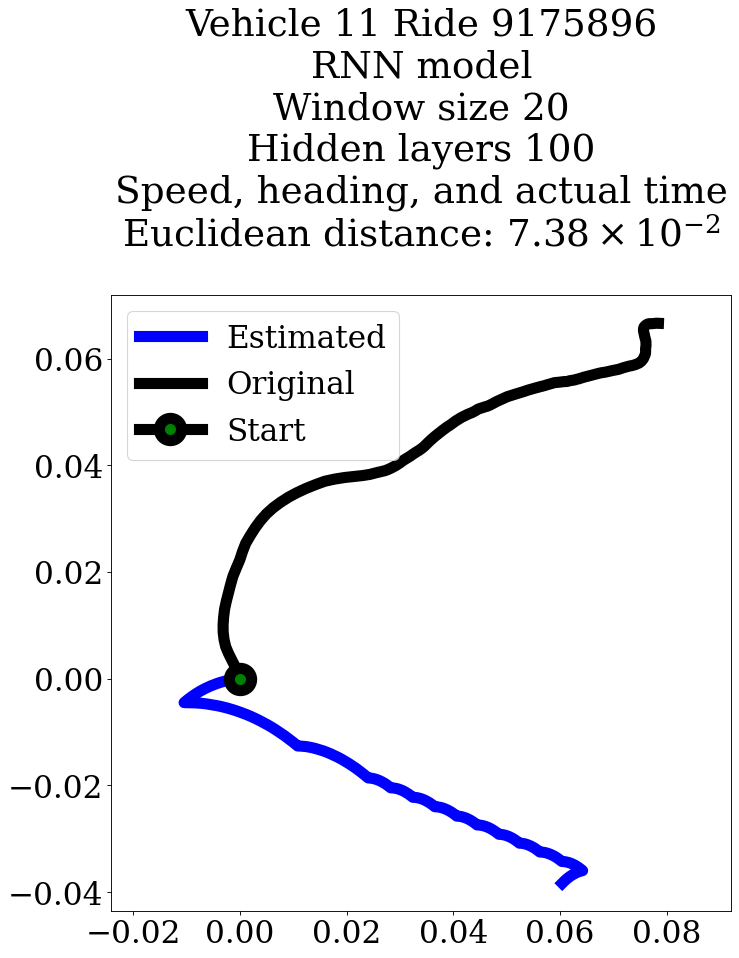 Vehicle 11 Ride 9175896
RNN model
Window size 20
Hidden layers 100
Speed, heading, and actual time
Euclidean distance: 7.38 × 10⁻²
Estimated
Original
Start
0.06
0.04
0.02
0.00
−0.02
−0.04
−0.02 0.00 0.02 0.04 0.06 0.08